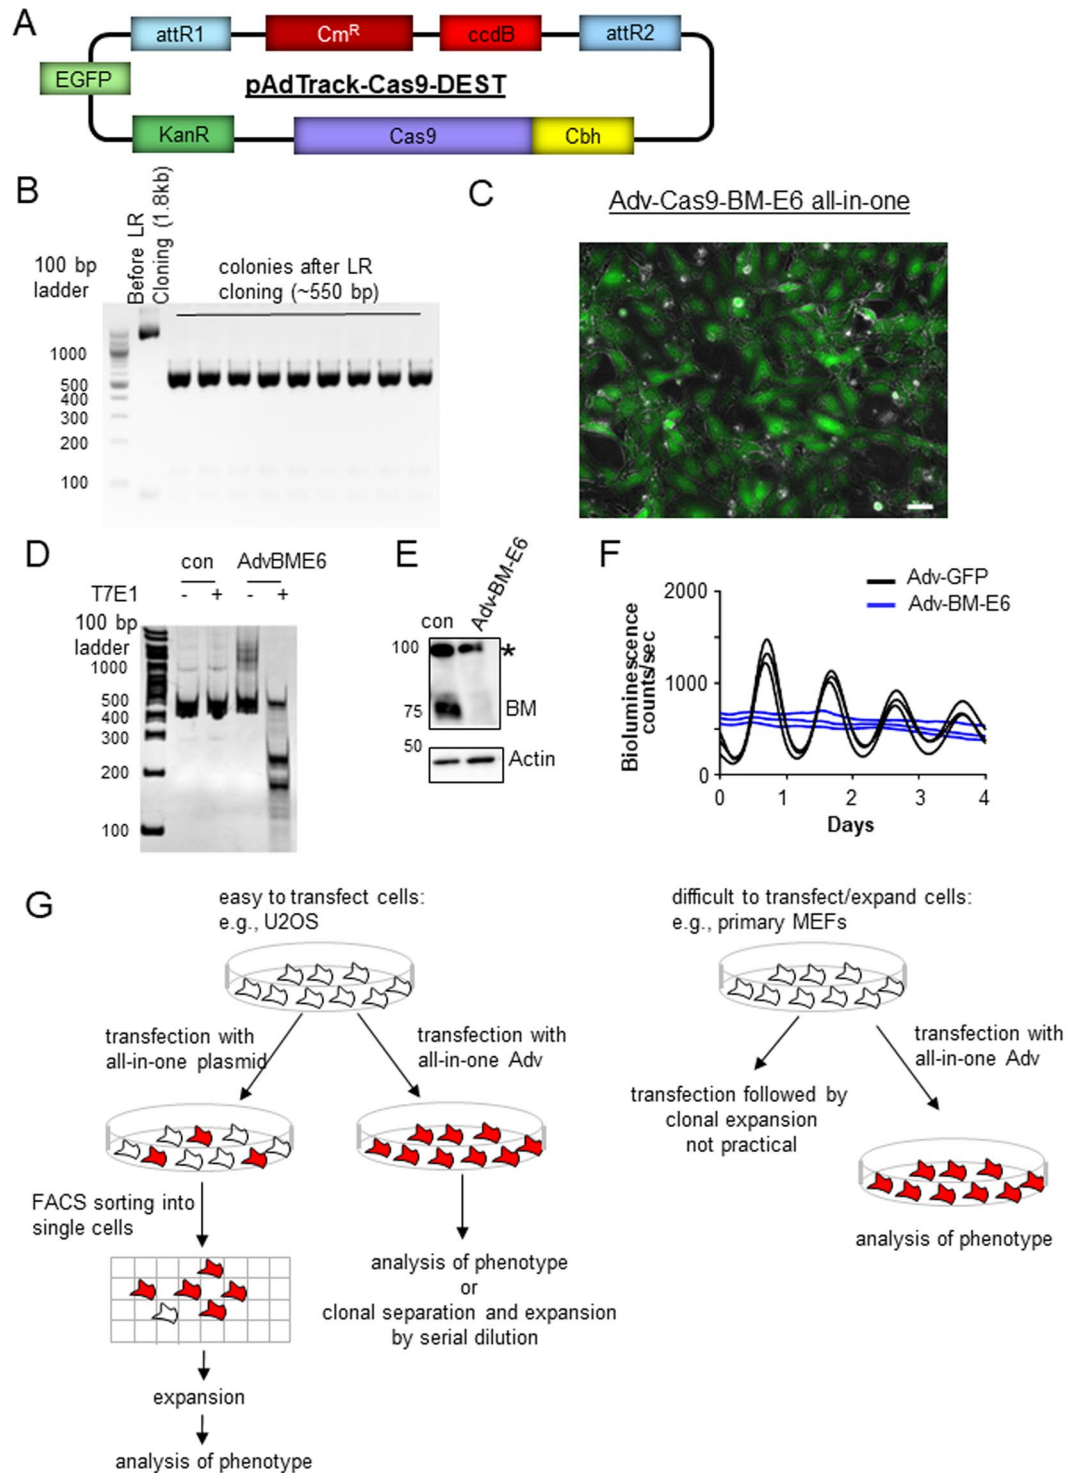 A
attR1
CmR
ccdB
attR2
EGFP
pAdTrack-Cas9-DEST
KanR
Cas9
Cbh
B
100 bp
ladder
Before LR
Cloning (1.8kb)
colonies after LR
cloning (~550 bp)
1000
500
400
300
200
100
C
Adv-Cas9-BM-E6 all-in-one
D
con
AdvBME6
T7E1
- + - +
100 bp
ladder
1000
500
400
300
200
100
E
con
Adv-BM-E6
100
*
75
BM
50
Actin
F
Adv-GFP
Adv-BM-E6
Bioluminescence
counts/sec
2000
1000
0
0 1 2 3 4
Days
G
easy to transfect cells:
e.g., U2OS
transfection with
all-in-one plasmid
transfection with
all-in-one Adv
FACS sorting into
single cells
expansion
analysis of phenotype
analysis of phenotype
or
clonal separation and expansion
by serial dilution
difficult to transfect/expand cells:
e.g., primary MEFs
transfection followed by
clonal expansion
not practical
transfection with
all-in-one Adv
analysis of phenotype